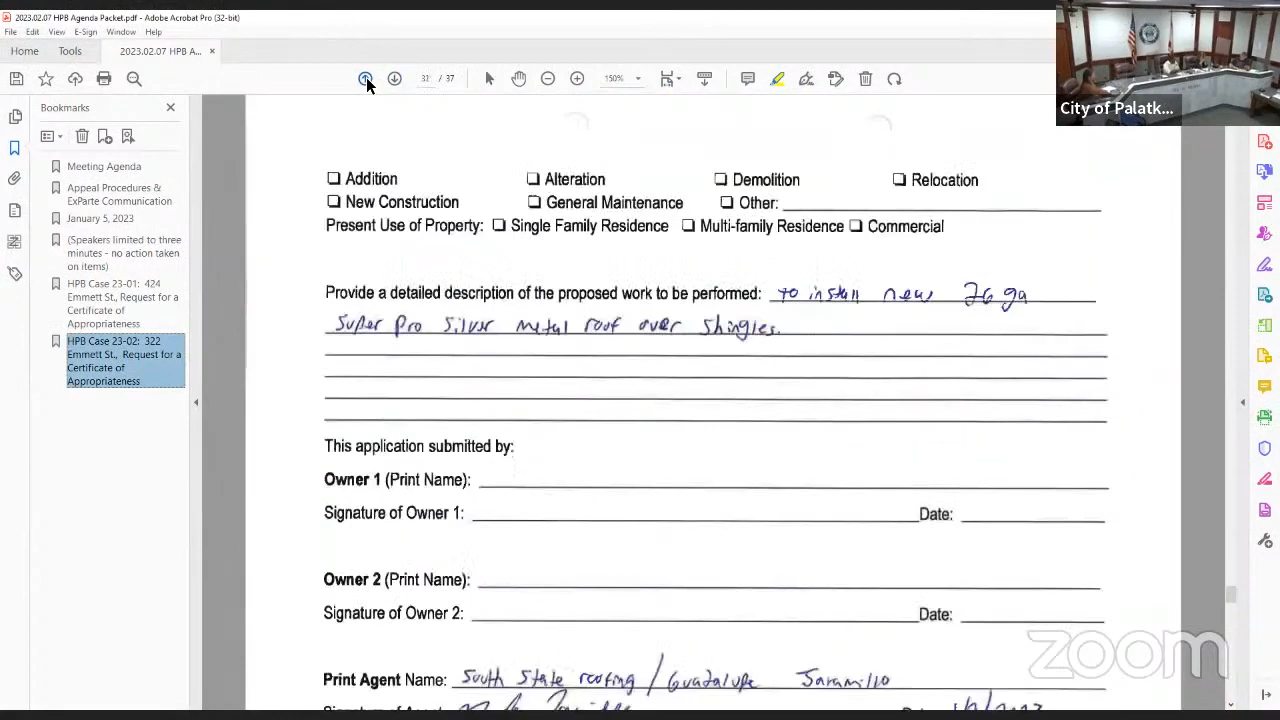 2023.02.07 HPB Agenda Packet.pdf - Adobe Acrobat Pro (32-bit)
File Edit View E-Sign Window Help
Home Tools 2023.02.07 HPB A... ×
31 / 37 150%
City of Palatk...
Bookmarks
Meeting Agenda
Appeal Procedures &
ExParte Communication
January 5, 2023
(Speakers limited to three
minutes - no action taken
on items)
HPB Case 23-01: 424
Emmett St., Request for a
Certificate of
Appropriateness
HPB Case 23-02: 322
Emmett St., Request for a
Certificate of
Appropriateness
❑ Addition ❑ Alteration ❑ Demolition ❑ Relocation
❑ New Construction ❑ General Maintenance ❑ Other:
Present Use of Property: ❑ Single Family Residence ❑ Multi-family Residence ❑ Commercial
Provide a detailed description of the proposed work to be performed: to install new 26 ga
Super Pro Silver metal roof over shingles.
This application submitted by:
Owner 1 (Print Name):
Signature of Owner 1: Date:
Owner 2 (Print Name):
Signature of Owner 2: Date:
Print Agent Name: South State roofing / Guadalupe Jaramillo
zoom